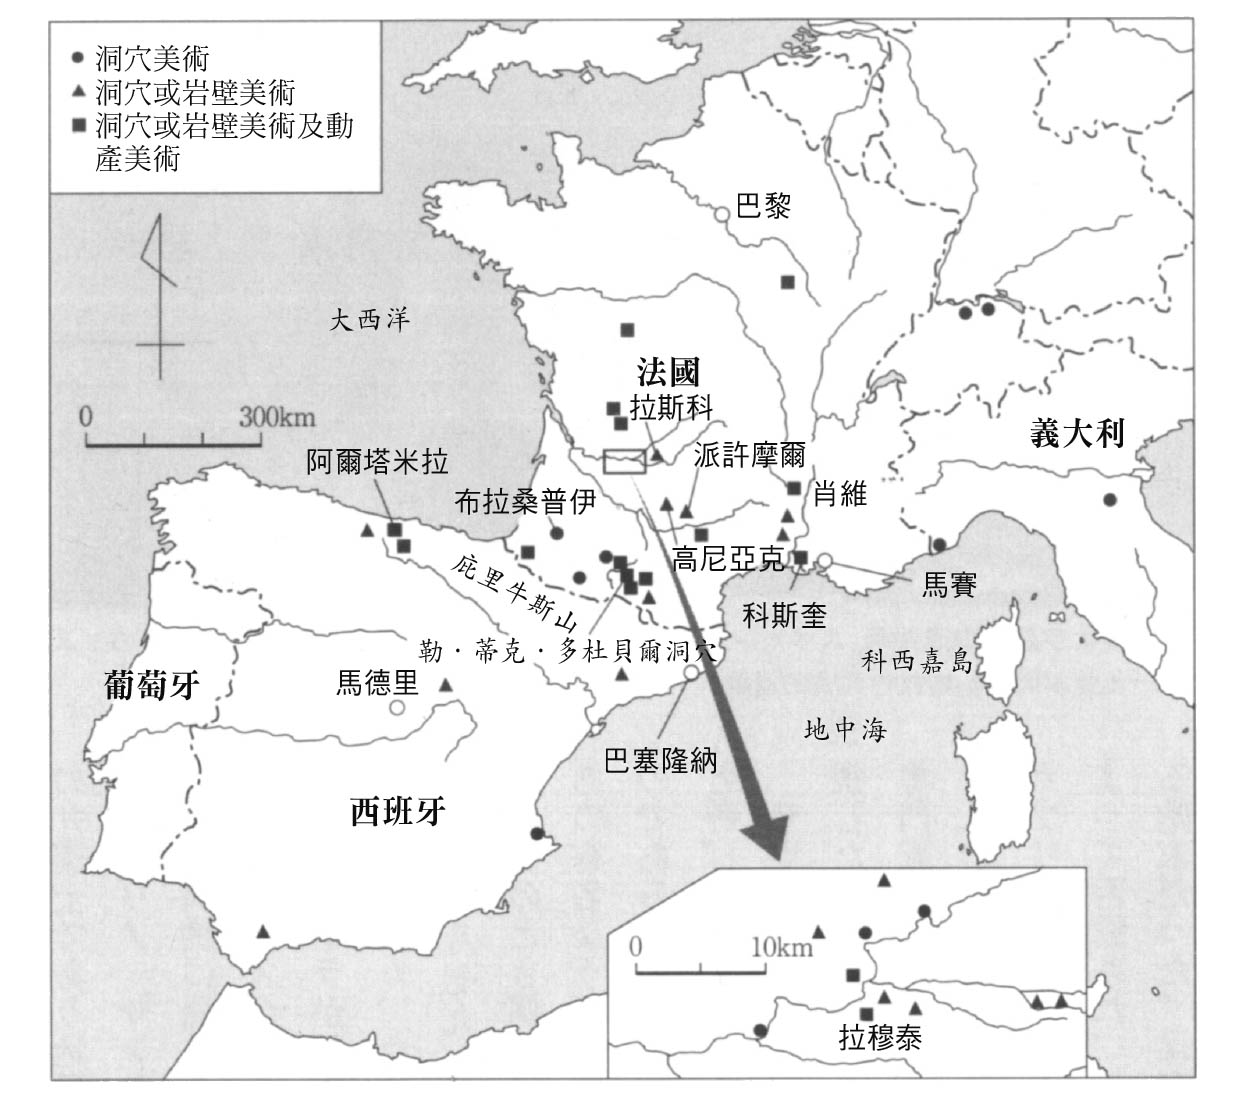 洞穴美術
洞穴或岩壁美術
洞穴或岩壁美術及動
產美術
巴黎
大西洋
法國
拉斯科
0 300km
義大利
阿爾塔米拉
派許摩爾
布拉桑普伊
肖維
高尼亞克
庇里牛斯山
馬賽
科斯奎
勒・蒂克・多杜貝爾洞穴
科西嘉島
葡萄牙
馬德里
地中海
巴塞隆納
西班牙
0 10km
拉穆泰